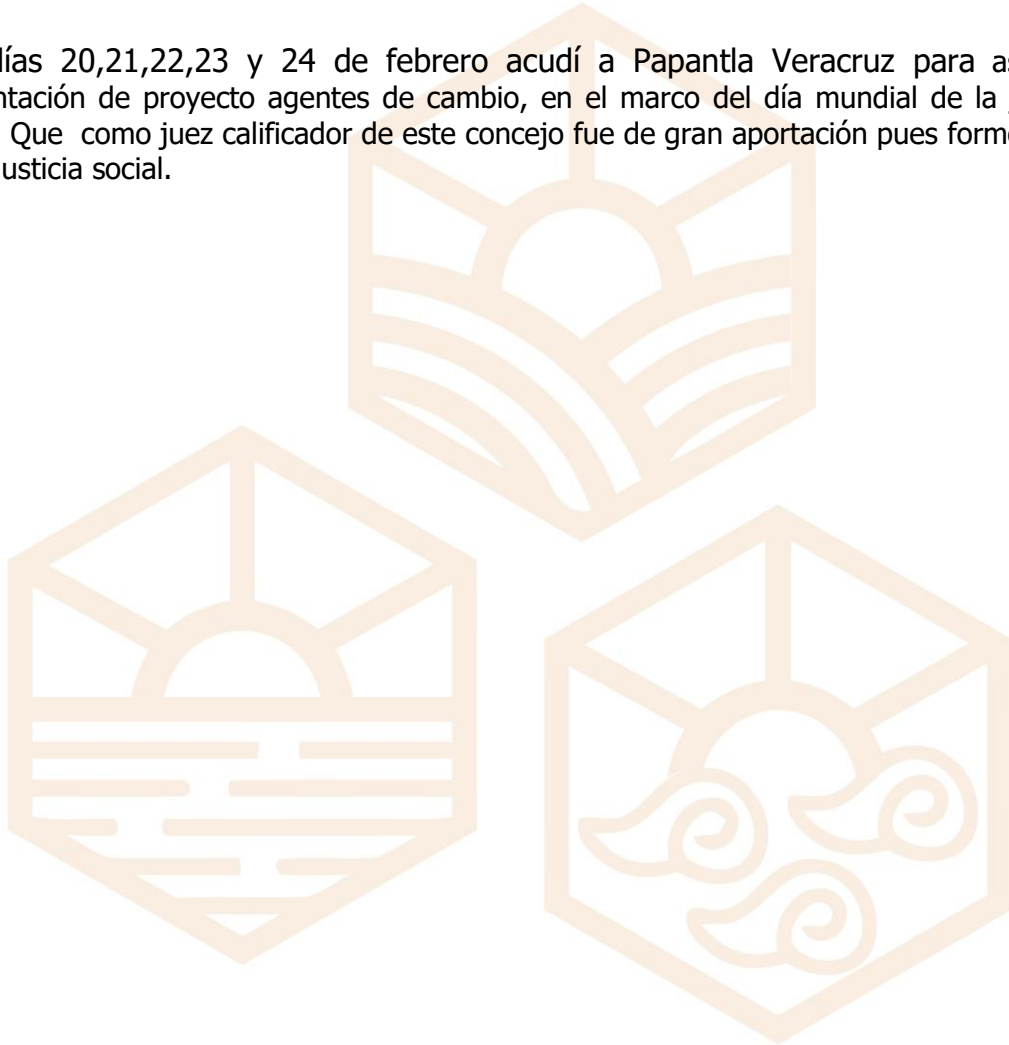 días 20,21,22,23 y 24 de febrero acudí a Papantla Veracruz para
de proyecto agentes de cambio, en el marco del día mundial de la
Que como juez calificador de este concejo fue de gran aportación pues
social.